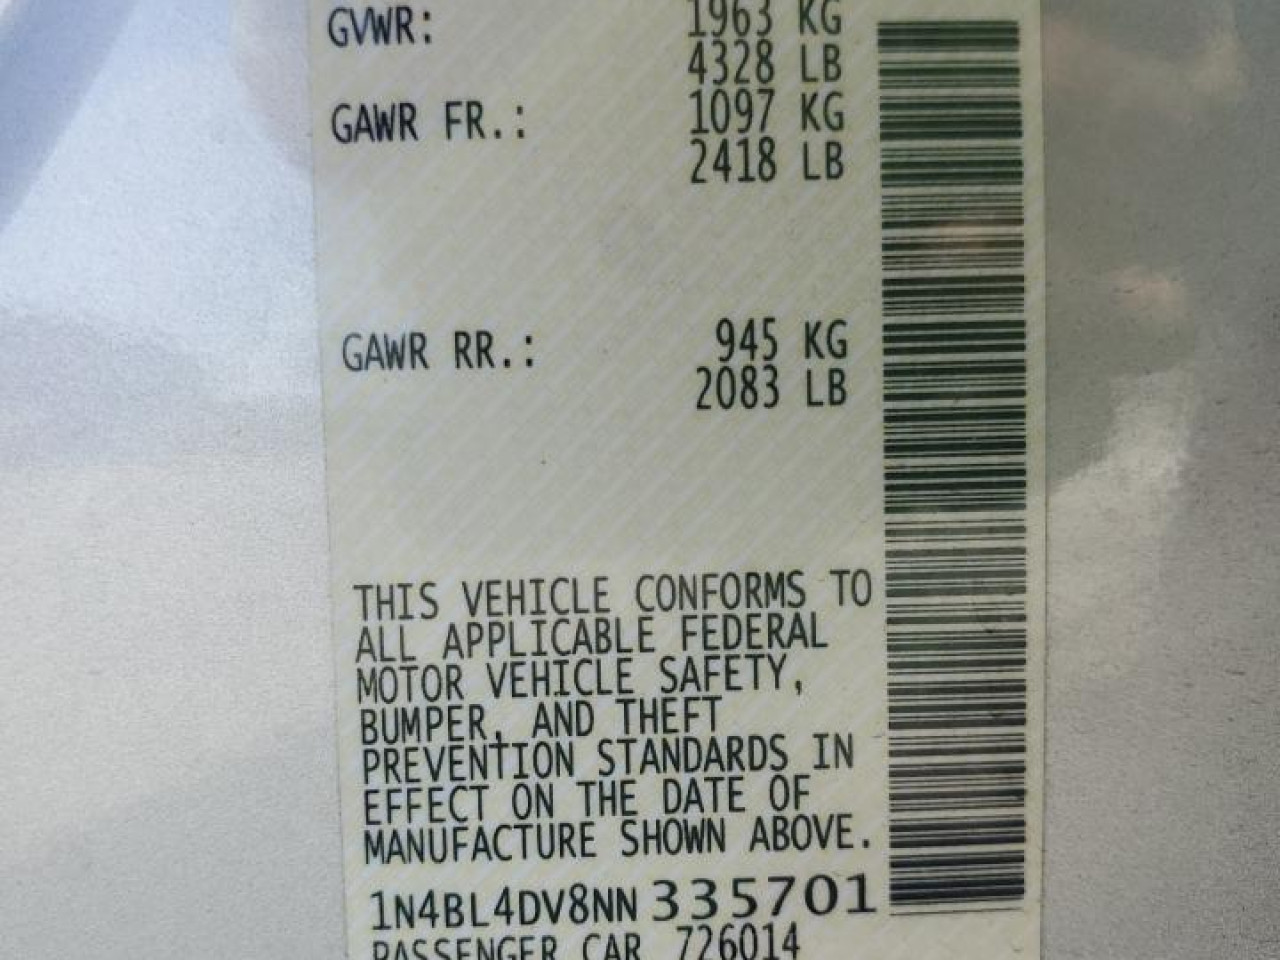 GVWR: 1963 KG
4328 LB
GAWR FR.: 1097 KG
2418 LB
GAWR RR.: 945 KG
2083 LB
THIS VEHICLE CONFORMS TO
ALL APPLICABLE FEDERAL
MOTOR VEHICLE SAFETY,
BUMPER, AND THEFT
PREVENTION STANDARDS IN
EFFECT ON THE DATE OF
MANUFACTURE SHOWN ABOVE.
1N4BL4DV8NN335701
PASSENGER CAR 726014